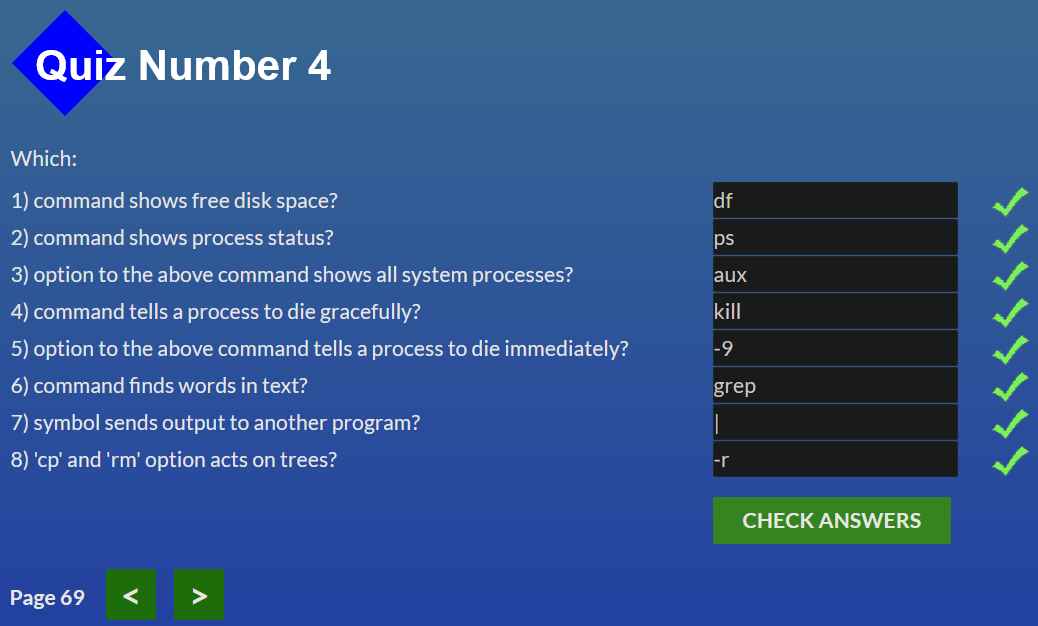 Quiz Number 4
Which:
1) command shows free disk space? df
2) command shows process status? ps
3) option to the above command shows all system processes? aux
4) command tells a process to die gracefully? kill
5) option to the above command tells a process to die immediately? -9
6) command finds words in text? grep
7) symbol sends output to another program? |
8) 'cp' and 'rm' option acts on trees? -r
CHECK ANSWERS
Page 69 < >